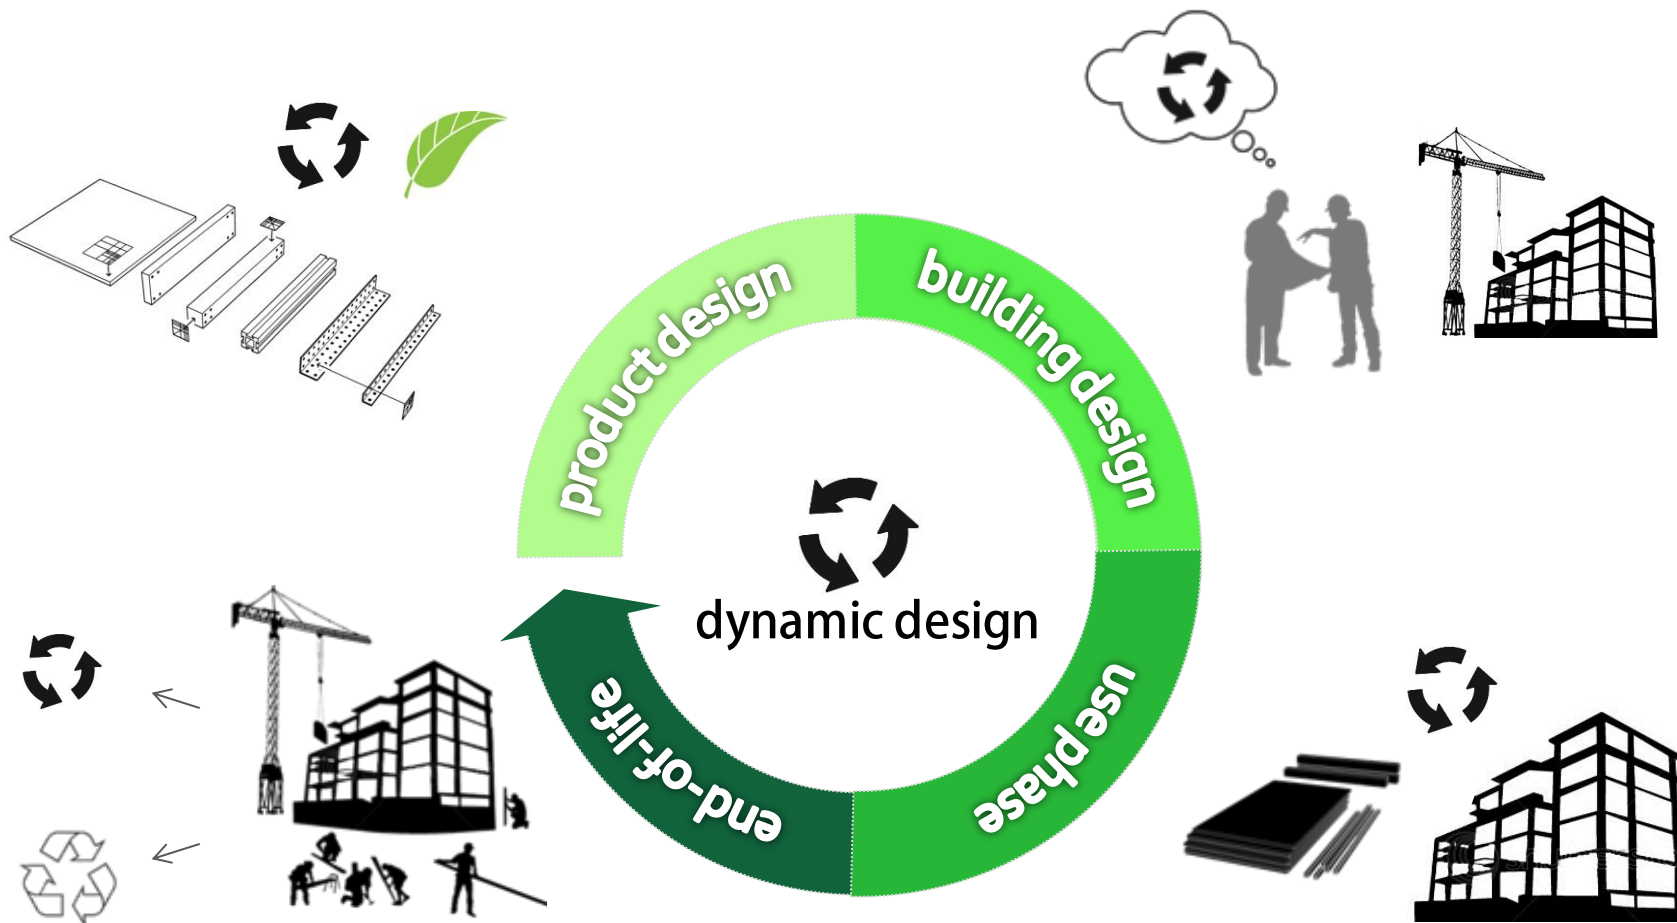 product design
building design
use phase
end-of-life
dynamic design